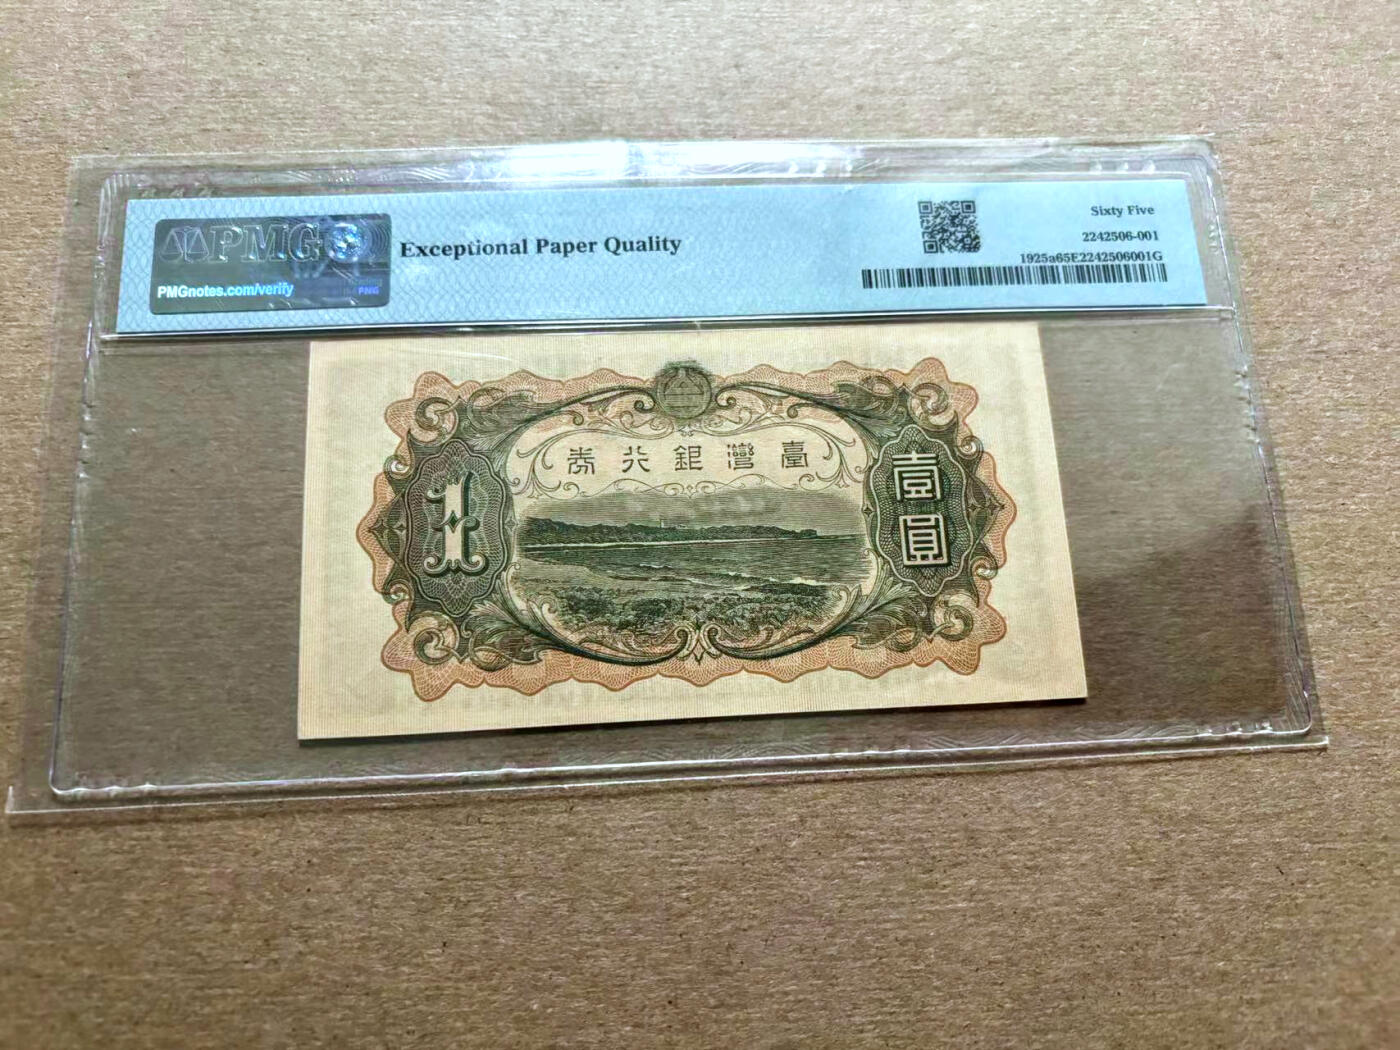 PMG
PMGnotes.com/verify
Exceptional Paper Quality
Sixty Five
2242506-001
1925a65E2242506001G
臺灣銀行券
1
壹圓